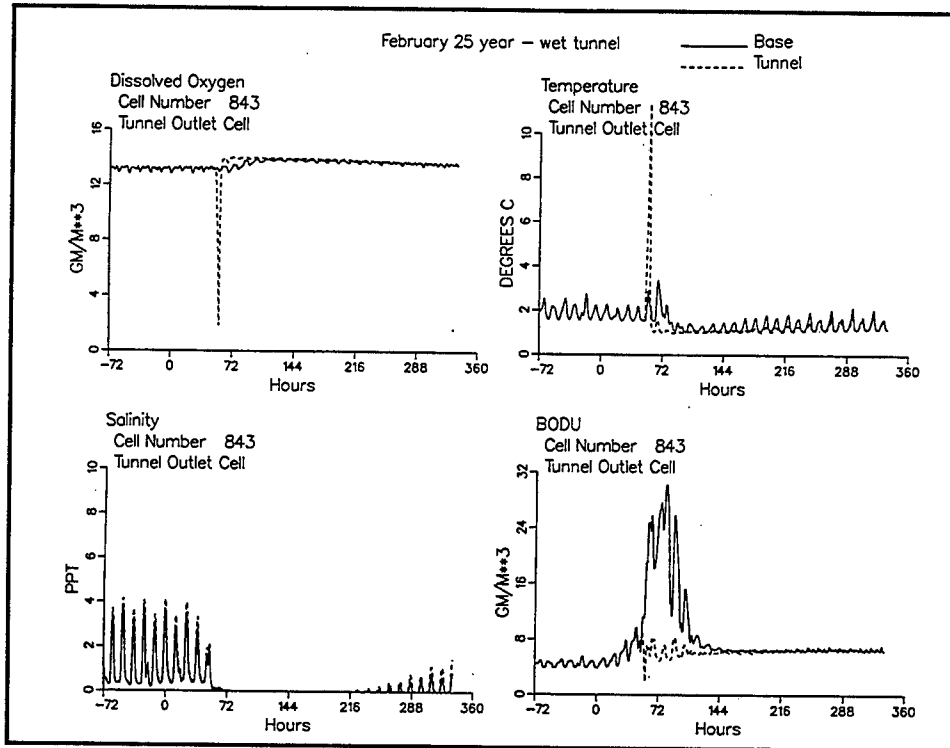 February 25 year – wet tunnel
Base
Tunnel
Dissolved Oxygen
Cell Number 843
Tunnel Outlet Cell
16
12
8
4
0
GM/M**3
-72 0 72 144 216 288 360
Hours
Temperature
Cell Number 843
Tunnel Outlet Cell
10
8
6
4
2
0
DEGREES C
-72 0 72 144 216 288 360
Hours
Salinity
Cell Number 843
Tunnel Outlet Cell
10
8
6
4
2
0
PPT
-72 0 72 144 216 288 360
Hours
BODU
Cell Number 843
Tunnel Outlet Cell
32
24
16
8
0
GM/M**3
-72 0 72 144 216 288 360
Hours